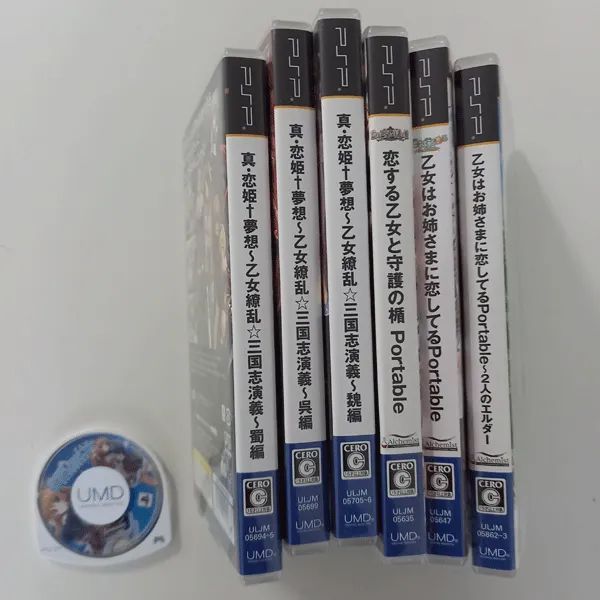 PSP
真・恋姫†夢想～乙女繚乱☆三国志演義～蜀編
CERO
C
ULJM
05694-5
UMD
PSP
真・恋姫†夢想～乙女繚乱☆三国志演義～呉編
CERO
C
ULJM
05699
UMD
PSP
真・恋姫†夢想～乙女繚乱☆三国志演義～魏編
CERO
C
ULJM
05705-6
UMD
PSP
恋する乙女と守護の楯 Portable
Alchemist
CERO
C
ULJM
05635
UMD
PSP
乙女はお姉さまに恋してるPortable
Alchemist
CERO
C
ULJM
05647
UMD
PSP
乙女はお姉さまに恋してるPortable～2人のエルダー
Alchemist
CERO
C
ULJM
05862-3
UMD
UMD